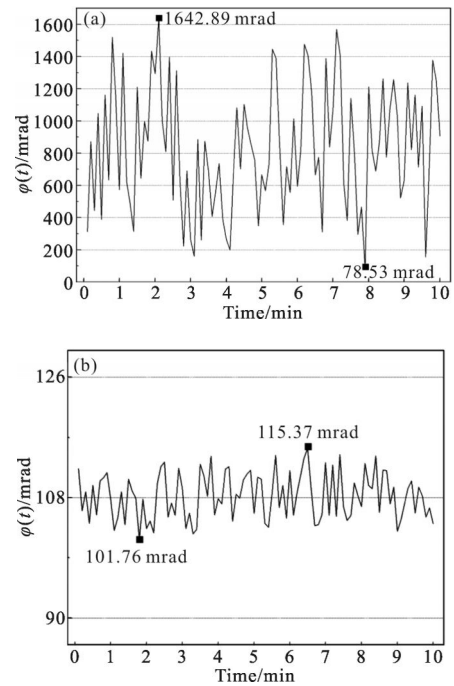 (a)
1642.89 mrad
1600
1400
1200
1000
800
600
400
200
0
φ(t)/mrad
78.53 mrad
0 1 2 3 4 5 6 7 8 9 10
Time/min
(b)
126
115.37 mrad
108
φ(t)/mrad
101.76 mrad
90
0 1 2 3 4 5 6 7 8 9 10
Time/min